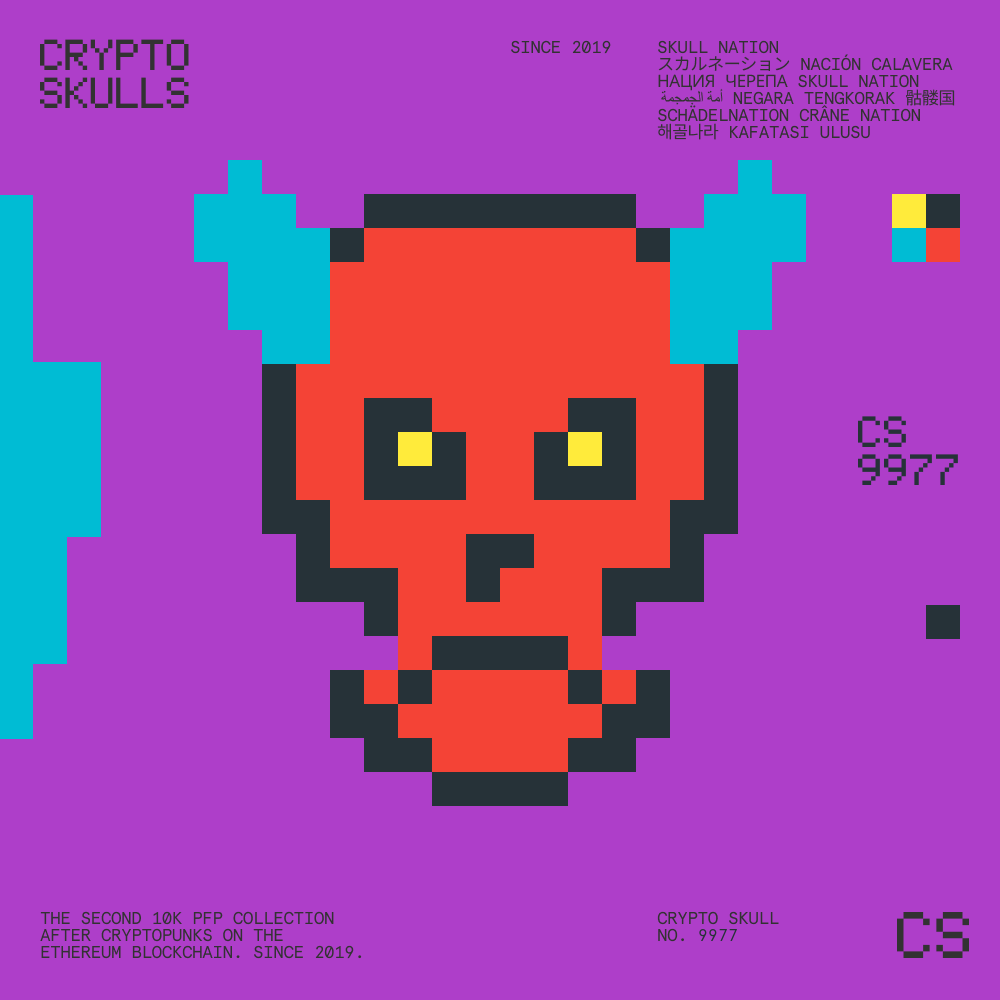 CRYPTO
SKULLS
SINCE 2019
SKULL NATION
スカルネーション NACIÓN CALAVERA
НАЦИЯ ЧЕРЕПА SKULL NATION
أمة الجمجمة NEGARA TENGKORAK 骷髅国
SCHÄDELNATION CRÂNE NATION
해골나라 KAFATASI ULUSU
CS
9977
THE SECOND 10K PFP COLLECTION
AFTER CRYPTOPUNKS ON THE
ETHEREUM BLOCKCHAIN. SINCE 2019.
CRYPTO SKULL
NO. 9977
CS